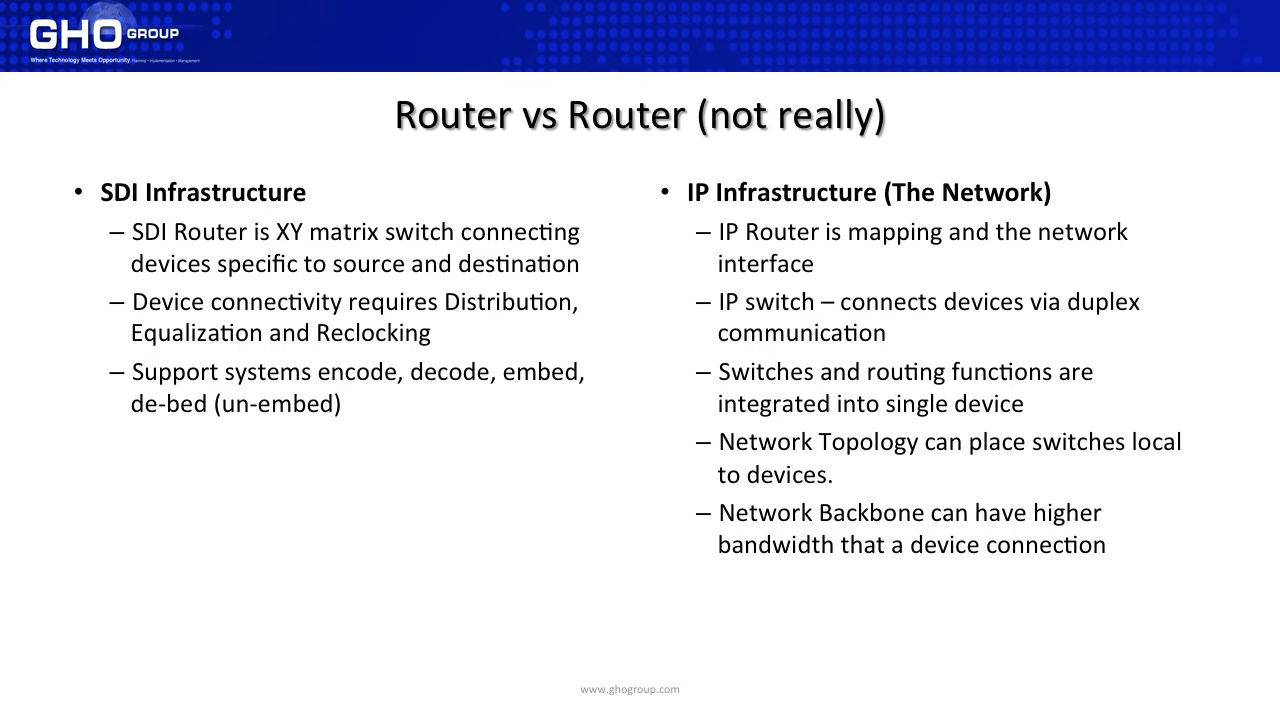 GHO GROUP
Where Technology Meets Opportunity Planning • Implementation • Management
Router vs Router (not really)
• SDI Infrastructure
– SDI Router is XY matrix switch connecting
devices specific to source and destination
– Device connectivity requires Distribution,
Equalization and Reclocking
– Support systems encode, decode, embed,
de-bed (un-embed)
• IP Infrastructure (The Network)
– IP Router is mapping and the network
interface
– IP switch – connects devices via duplex
communication
– Switches and routing functions are
integrated into single device
– Network Topology can place switches local
to devices.
– Network Backbone can have higher
bandwidth that a device connection
www.ghogroup.com